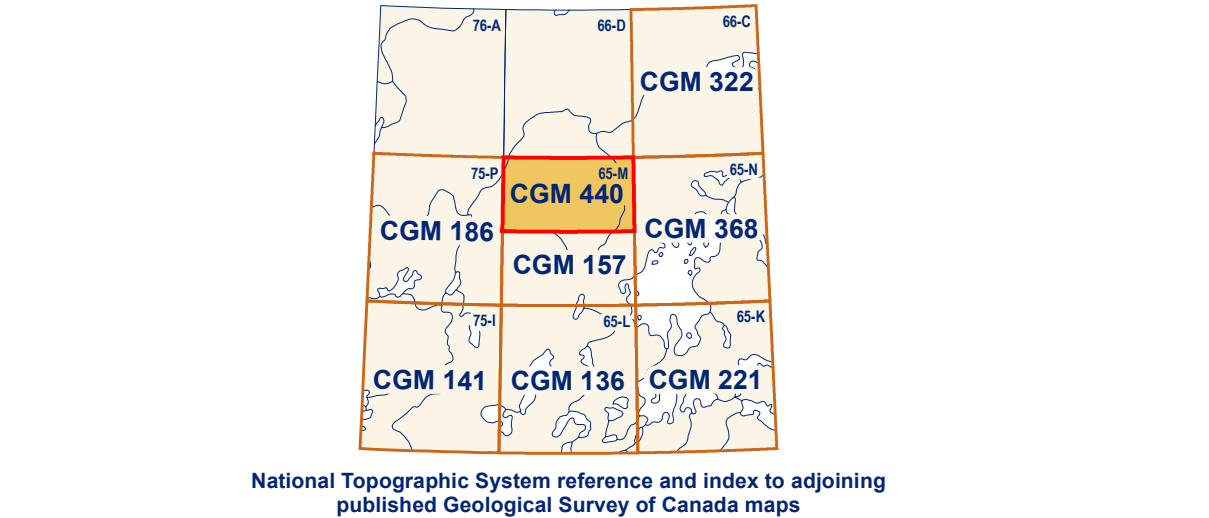 76-A
66-D
66-C
CGM 322
75-P
65-M
65-N
CGM 440
CGM 186
CGM 368
CGM 157
75-I
65-L
65-K
CGM 141
CGM 136
CGM 221
National Topographic System reference and index to adjoining
published Geological Survey of Canada maps